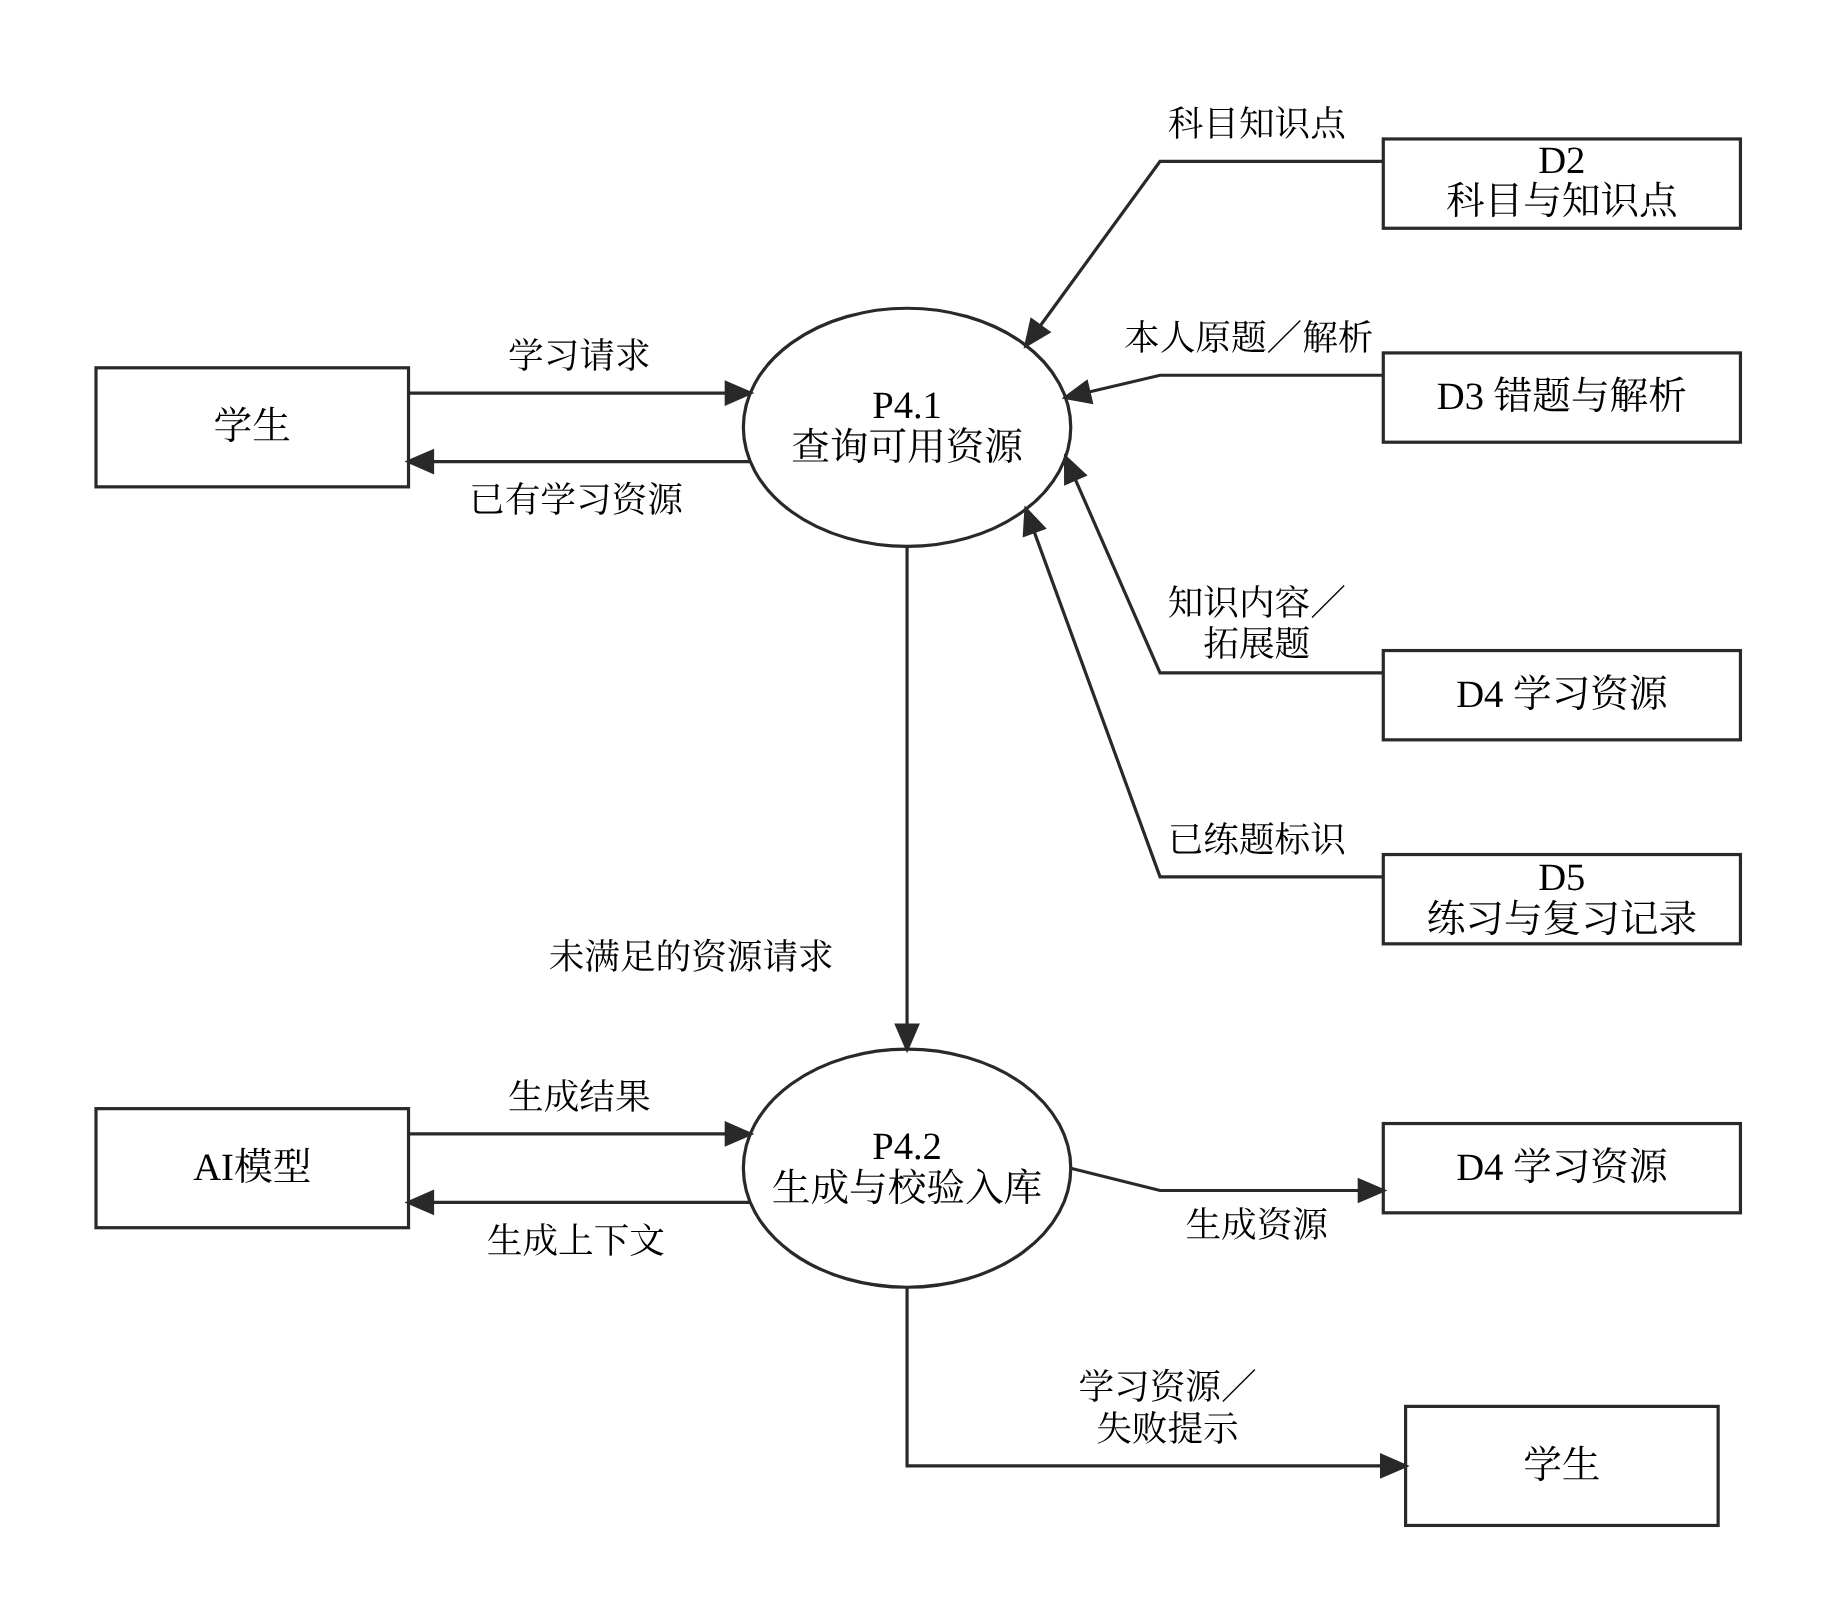 科目知识点
D2
科目与知识点
本人原题／解析
D3 错题与解析
学习请求
学生
P4.1
查询可用资源
已有学习资源
知识内容／
拓展题
D4 学习资源
已练题标识
D5
练习与复习记录
未满足的资源请求
生成结果
AI模型
P4.2
生成与校验入库
D4 学习资源
生成资源
生成上下文
学习资源／
失败提示
学生